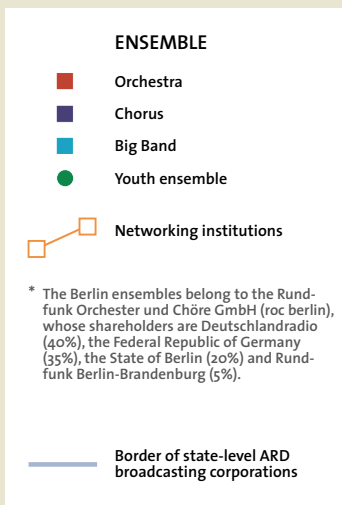 ENSEMBLE
Orchestra
Chorus
Big Band
Youth ensemble
Networking institutions
* The Berlin ensembles belong to the Rund-
funk Orchester und Chöre GmbH (roc berlin),
whose shareholders are Deutschlandradio
(40%), the Federal Republic of Germany
(35%), the State of Berlin (20%) and Rund-
funk Berlin-Brandenburg (5%).
Border of state-level ARD
broadcasting corporations